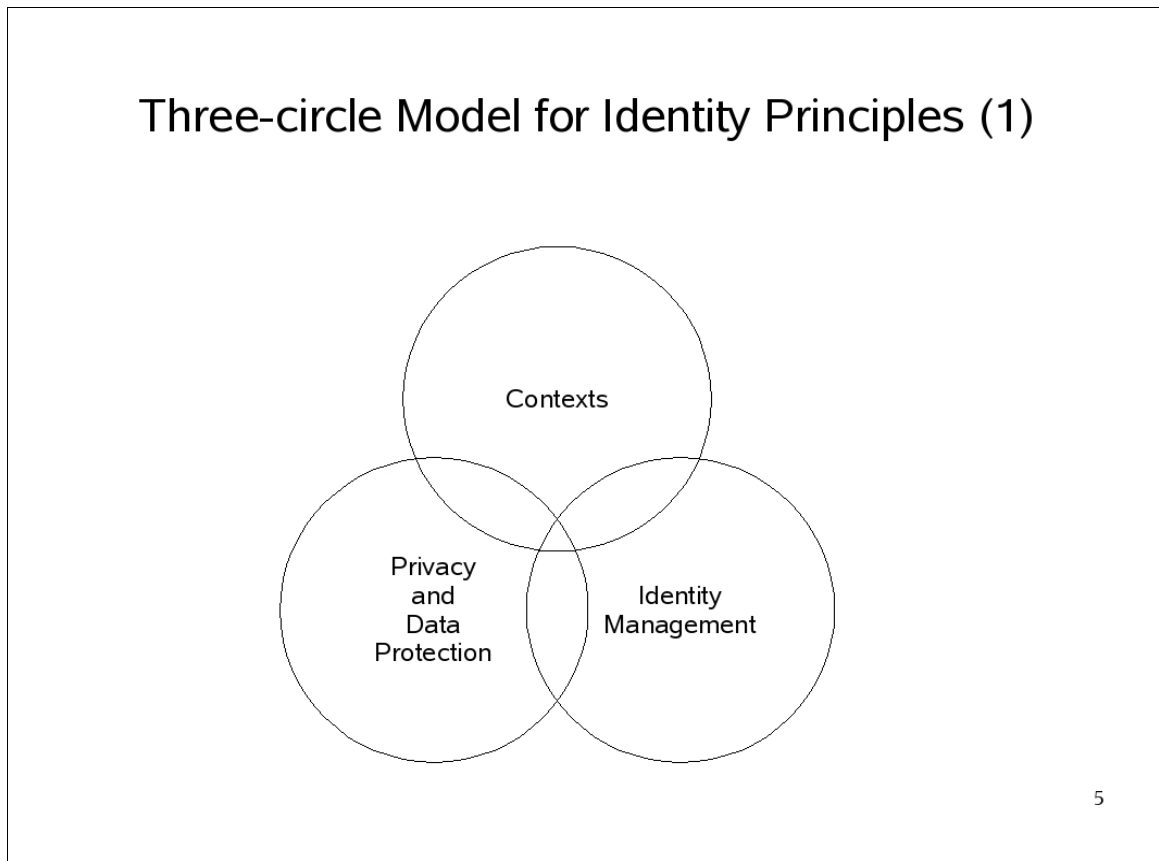 Three-circle Model for Identity Principles (1)
Contexts
Privacy
and
Data
Protection
Identity
Management
5